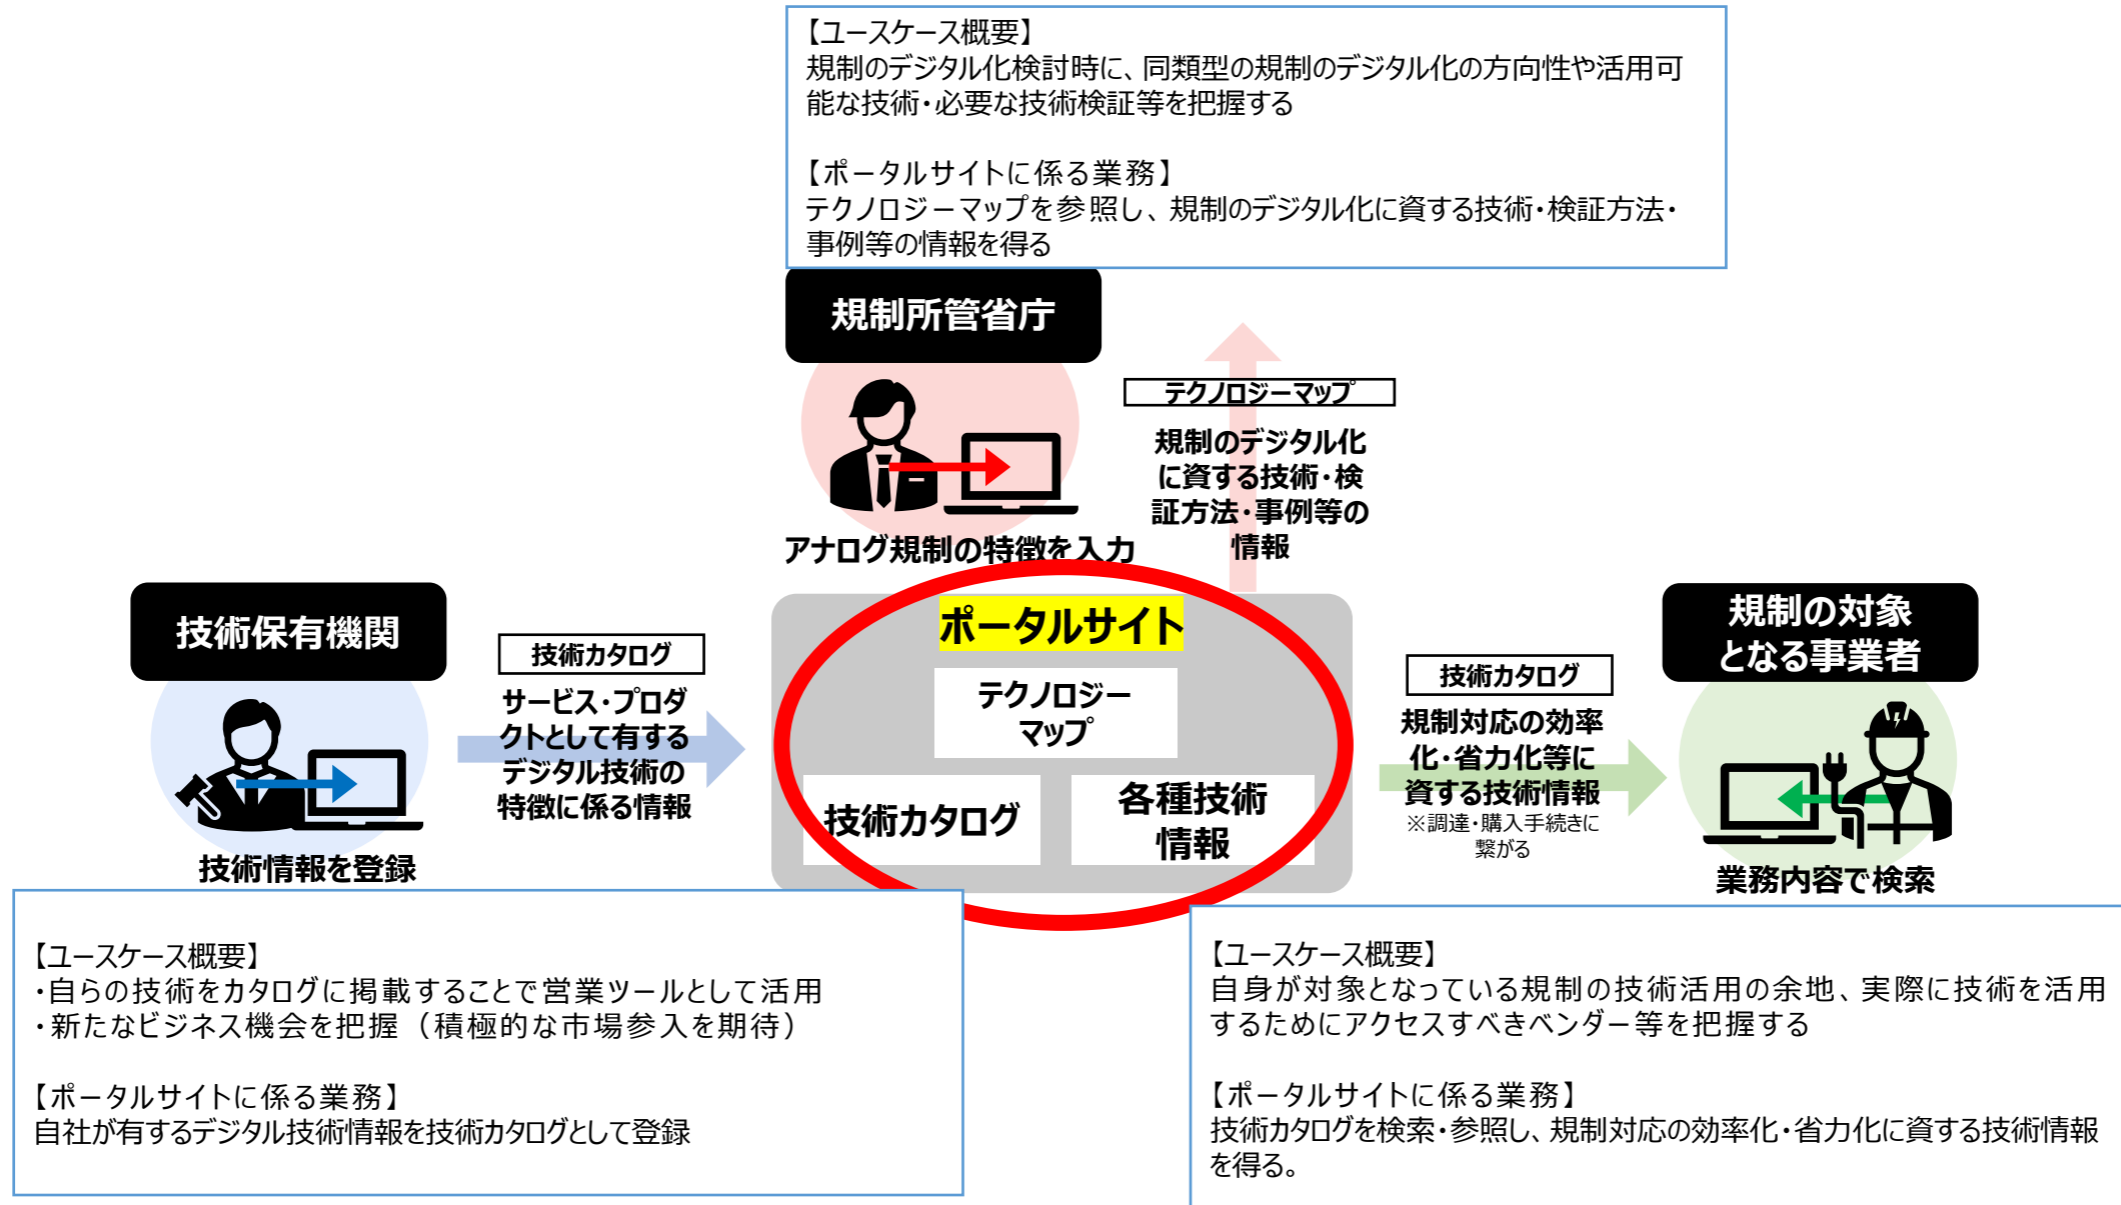 【ユースケース概要】
規制のデジタル化検討時に、同類型の規制のデジタル化の方向性や活用可
能な技術・必要な技術検証等を把握する
【ポータルサイトに係る業務】
テクノロジーマップを参照し、規制のデジタル化に資する技術・検証方法・
事例等の情報を得る
規制所管省庁
アナログ規制の特徴を入力
テクノロジーマップ
規制のデジタル化
に資する技術・検
証方法・事例等の
情報
技術保有機関
技術情報を登録
技術カタログ
サービス・プロダ
クトとして有する
デジタル技術の
特徴に係る情報
ポータルサイト
テクノロジー
マップ
技術カタログ
各種技術
情報
技術カタログ
規制対応の効率
化・省力化等に
資する技術情報
※調達・購入手続きに
繋がる
規制の対象
となる事業者
業務内容で検索
【ユースケース概要】
・自らの技術をカタログに掲載することで営業ツールとして活用
・新たなビジネス機会を把握（積極的な市場参入を期待）
【ポータルサイトに係る業務】
自社が有するデジタル技術情報を技術カタログとして登録
【ユースケース概要】
自身が対象となっている規制の技術活用の余地、実際に技術を活用
するためにアクセスすべきベンダー等を把握する
【ポータルサイトに係る業務】
技術カタログを検索・参照し、規制対応の効率化・省力化に資する技術情報
を得る。